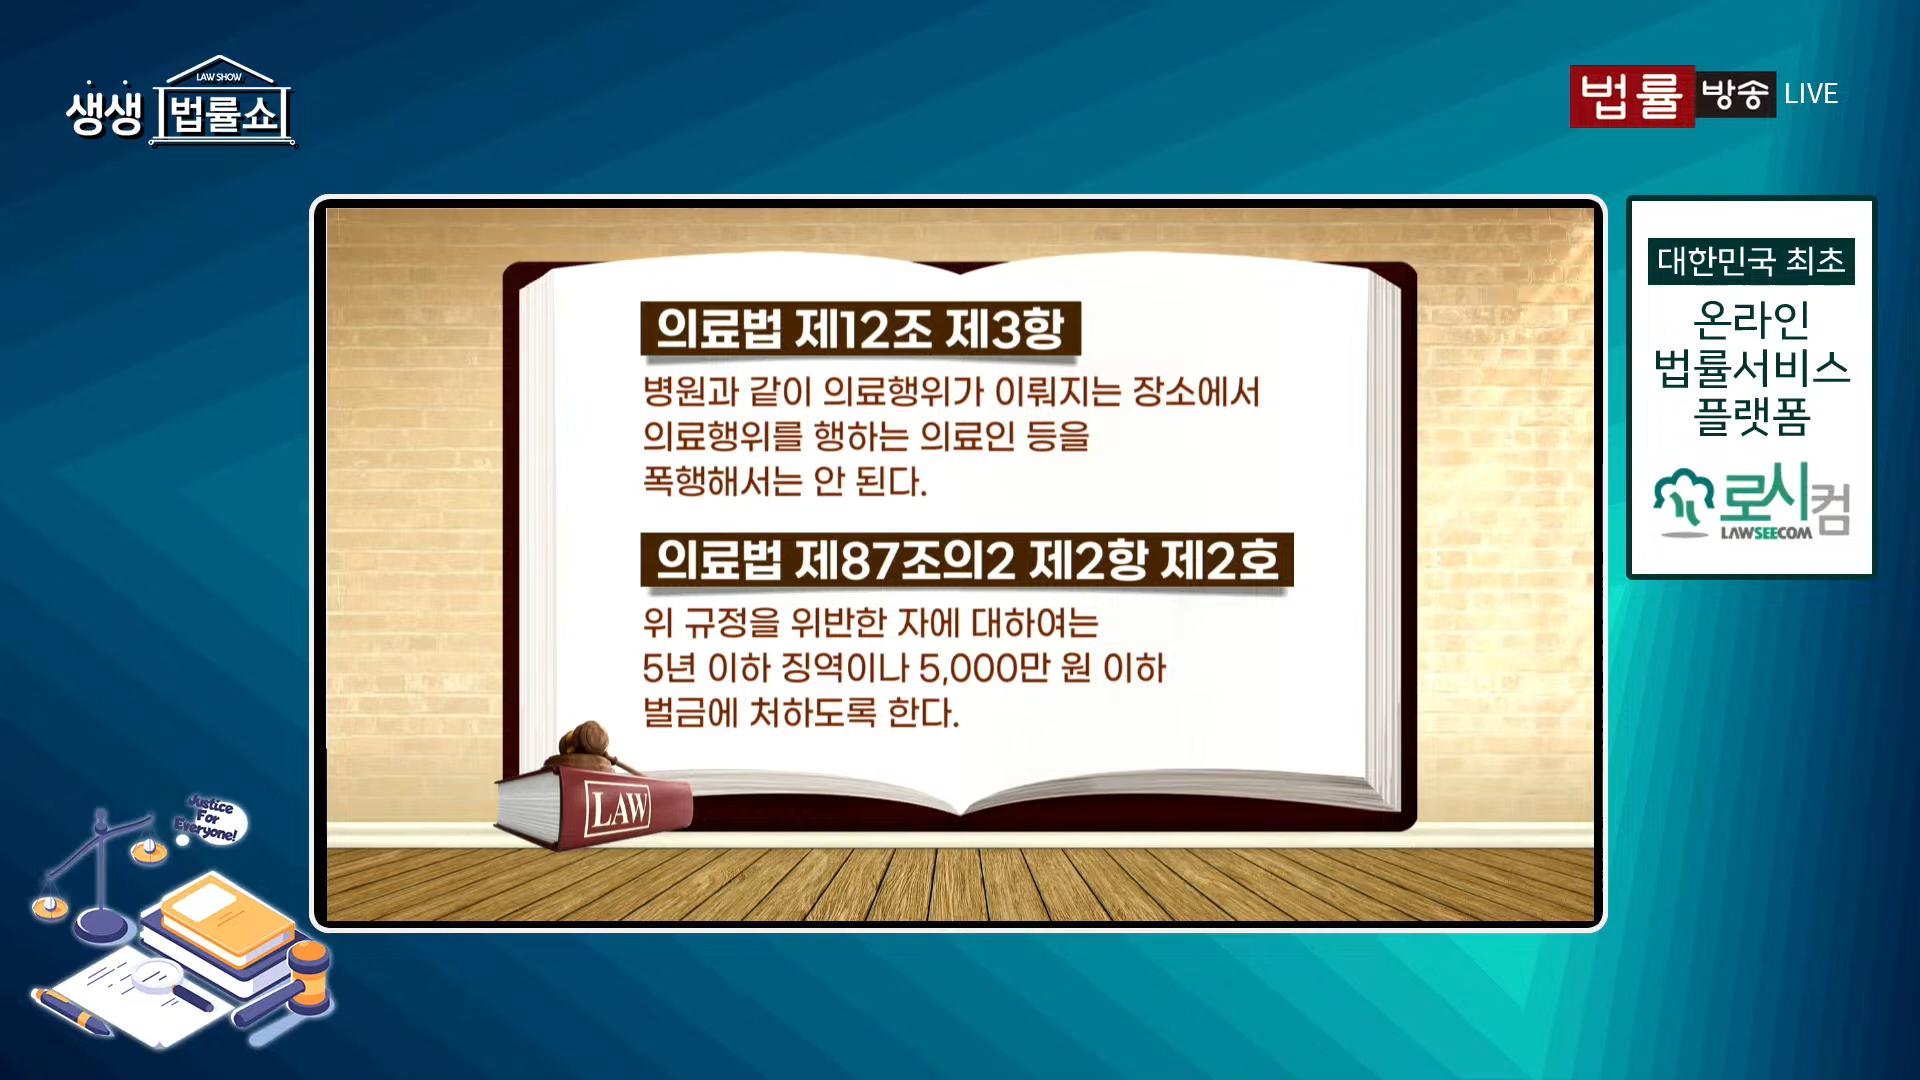 LAW SHOW
생생 법률쇼
법률방송 LIVE
대한민국 최초
온라인
법률서비스
플랫폼
로시컴
LAWSEECOM
의료법 제12조 제3항
병원과 같이 의료행위가 이뤄지는 장소에서
의료행위를 행하는 의료인 등을
폭행해서는 안 된다.
의료법 제87조의2 제2항 제2호
위 규정을 위반한 자에 대하여는
5년 이하 징역이나 5,000만 원 이하
벌금에 처하도록 한다.
LAW
Justice
For
Everyone!